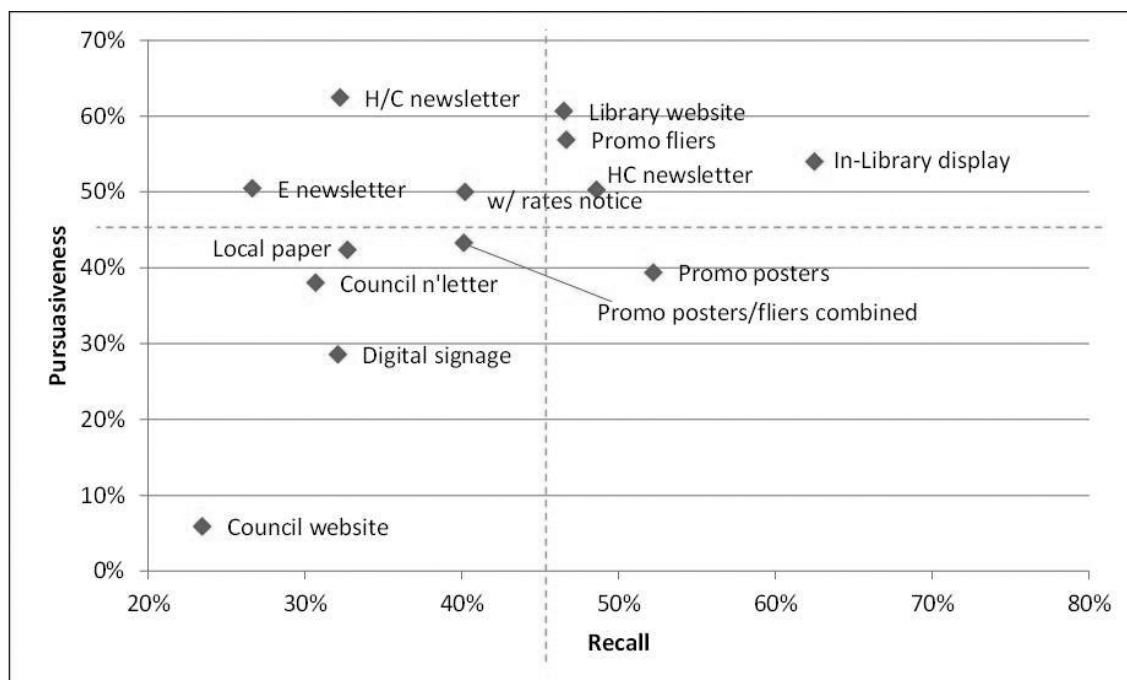 70%
H/C newsletter
60%
Library website
Promo fliers
In-Library display
HC newsletter
50%
E newsletter
w/ rates notice
Local paper
40%
Promo posters
Council n'letter
Promo posters/fliers combined
30%
Digital signage
20%
10%
Council website
0%
Pursuasiveness
20%
30%
40%
50%
60%
70%
80%
Recall